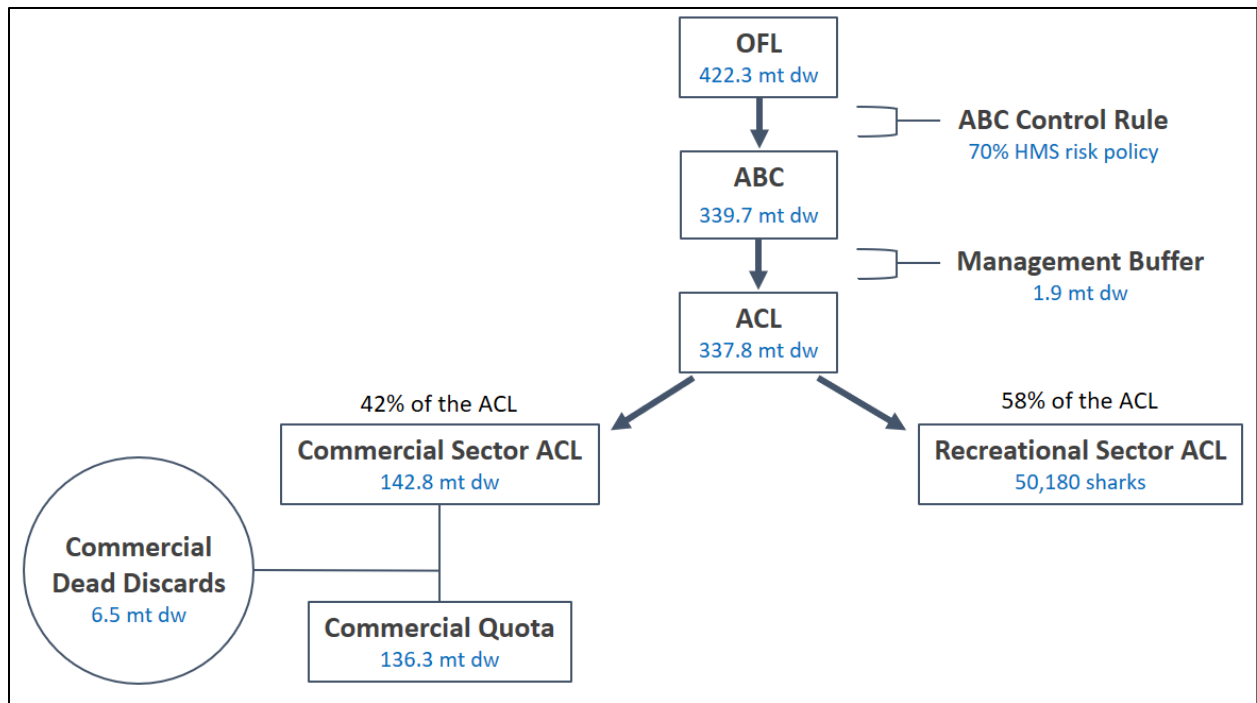 OFL
422.3 mt dw
ABC Control Rule
70% HMS risk policy
ABC
339.7 mt dw
Management Buffer
1.9 mt dw
ACL
337.8 mt dw
42% of the ACL
Commercial Sector ACL
142.8 mt dw
58% of the ACL
Recreational Sector ACL
50,180 sharks
Commercial
Dead Discards
6.5 mt dw
Commercial Quota
136.3 mt dw